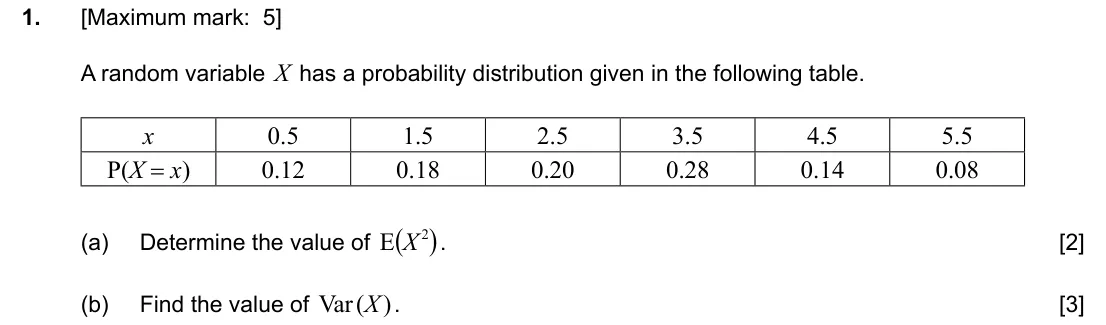 1. [Maximum mark: 5]
A random variable X has a probability distribution given in the following table.
x 0.5 1.5 2.5 3.5 4.5 5.5
P(X = x) 0.12 0.18 0.20 0.28 0.14 0.08
(a) Determine the value of E(X²). [2]
(b) Find the value of Var(X). [3]